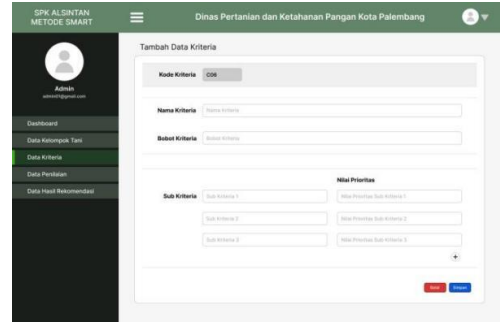 SPK ALSINTAN
METODE SMART
Dinas Pertanian dan Ketahanan Pangan Kota Palembang
Tambah Data Kriteria
Admin
admin01@gmail.com
Dashboard
Data Kelompok Tani
Data Kriteria
Data Penilaian
Data Hasil Rekomendasi
Kode Kriteria C06
Nama Kriteria Nama Kriteria
Bobot Kriteria Bobot Kriteria
Nilai Prioritas
Sub Kriteria Sub Kriteria 1 Nilai Prioritas Sub Kriteria 1
Sub Kriteria 2 Nilai Prioritas Sub Kriteria 2
Sub Kriteria 3 Nilai Prioritas Sub Kriteria 3
+
Batal Simpan